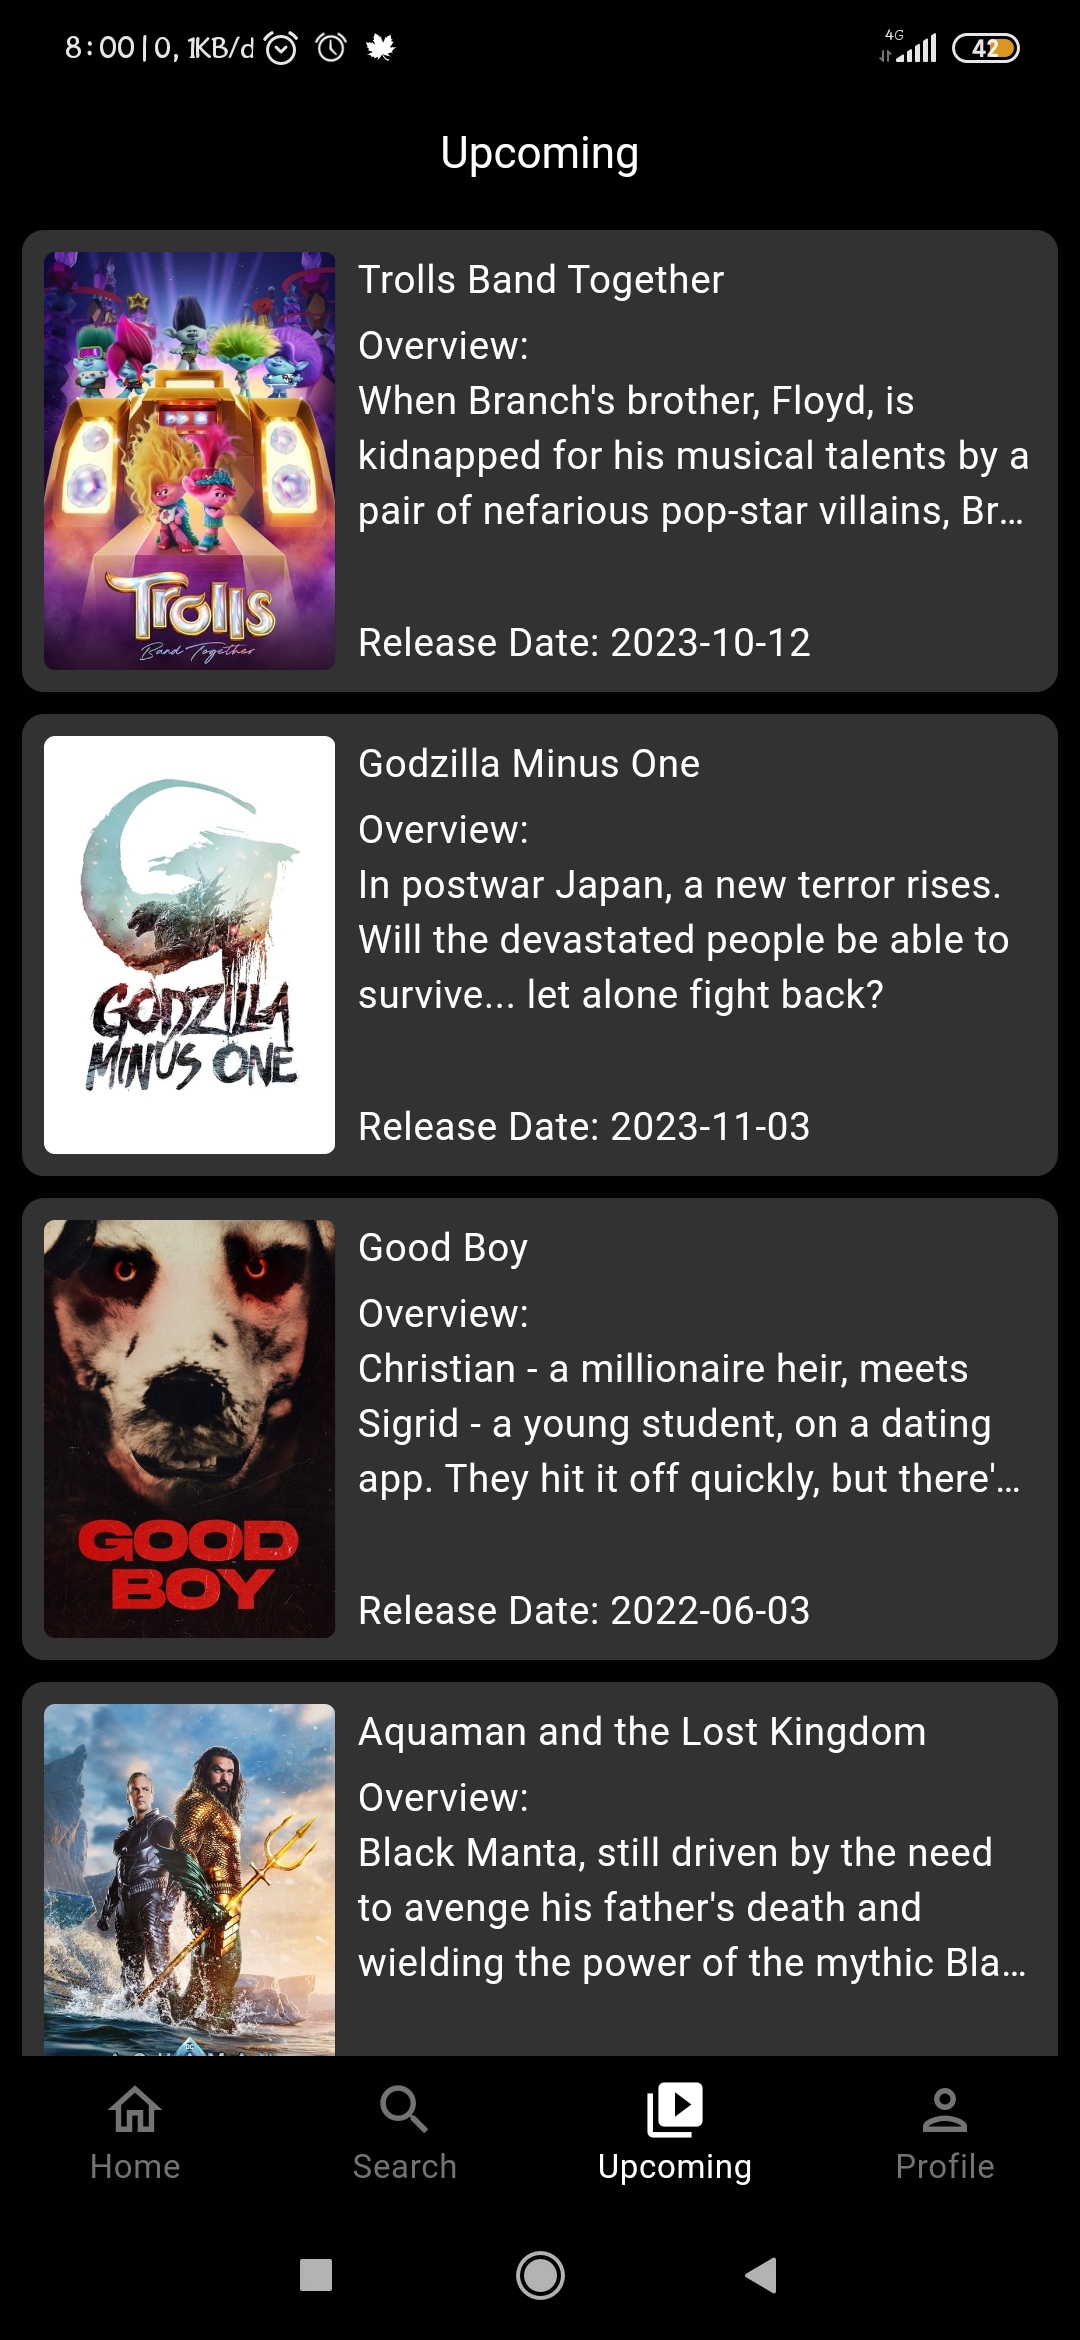 8:00|0, 1KB/d
4G
42
Upcoming
Trolls Band Together
Overview:
When Branch's brother, Floyd, is
kidnapped for his musical talents by a
pair of nefarious pop-star villains, Br...
Release Date: 2023-10-12
Trolls
Band Together
Godzilla Minus One
Overview:
In postwar Japan, a new terror rises.
Will the devastated people be able to
survive... let alone fight back?
Release Date: 2023-11-03
GODZILLA
MINUS ONE
Good Boy
Overview:
Christian - a millionaire heir, meets
Sigrid - a young student, on a dating
app. They hit it off quickly, but there'...
Release Date: 2022-06-03
GOOD
BOY
Aquaman and the Lost Kingdom
Overview:
Black Manta, still driven by the need
to avenge his father's death and
wielding the power of the mythic Bla...
DC
Home
Search
Upcoming
Profile